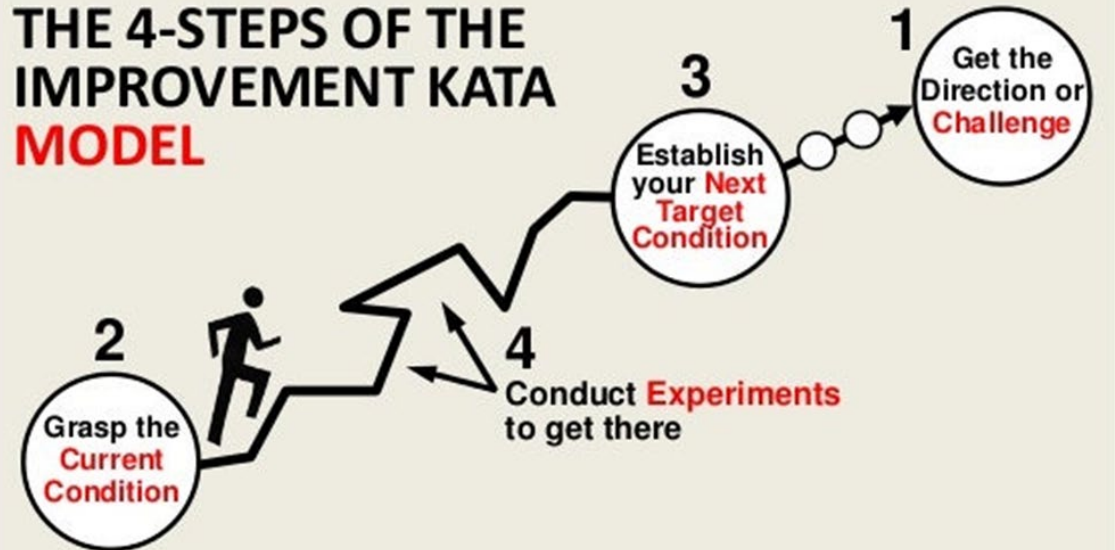 THE 4-STEPS OF THE
IMPROVEMENT KATA
MODEL
1
Get the
Direction or
Challenge
3
Establish
your Next
Target
Condition
2
Grasp the
Current
Condition
4
Conduct Experiments
to get there